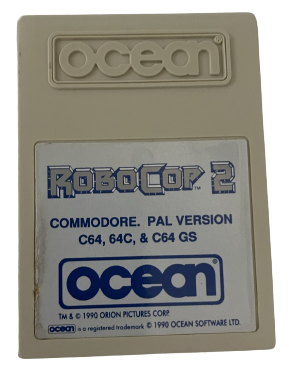 ocean®
ROBOCOP™ 2
COMMODORE. PAL VERSION
C64, 64C, & C64 GS
ocean®
TM & © 1990 ORION PICTURES CORP.
ocean is a registered trademark © 1990 OCEAN SOFTWARE LTD.